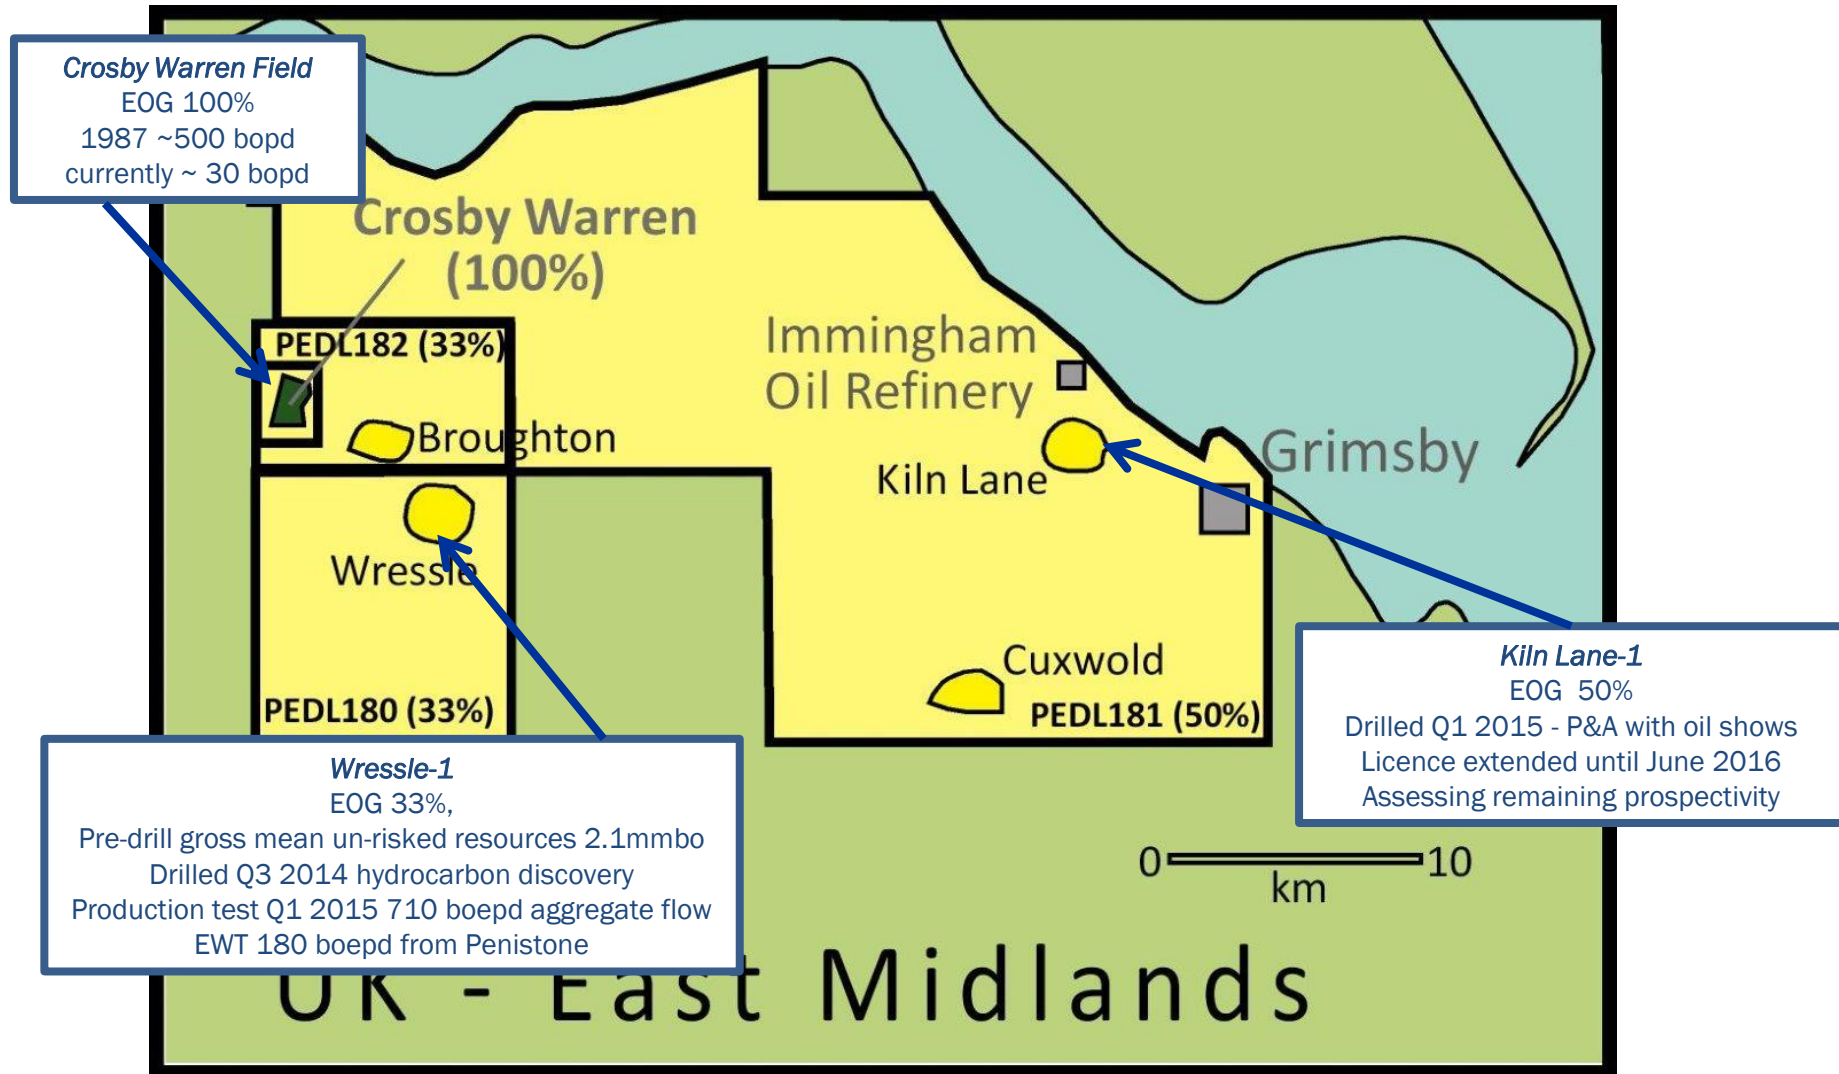 Crosby Warren Field
EOG 100%
1987 ~500 bopd
currently ~ 30 bopd
Crosby Warren
(100%)
PEDL182 (33%)
Broughton
Immingham
Oil Refinery
Kiln Lane
Grimsby
Wressle
PEDL180 (33%)
Cuxwold
PEDL181 (50%)
Kiln Lane-1
EOG  50%
Drilled Q1 2015 - P&A with oil shows
Licence extended until June 2016
Assessing remaining prospectivity
Wressle-1
EOG 33%,
Pre-drill gross mean un-risked resources 2.1mmbo
Drilled Q3 2014 hydrocarbon discovery
Production test Q1 2015 710 boepd aggregate flow
EWT 180 boepd from Penistone
0 10
km
UK - East Midlands